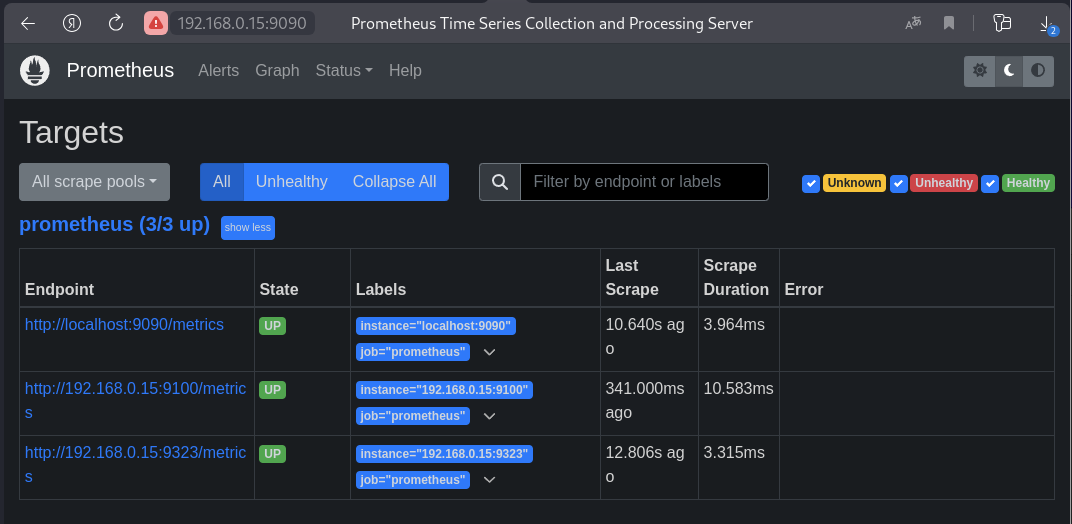 192.168.0.15:9090 Prometheus Time Series Collection and Processing Server 2
Prometheus Alerts Graph Status Help
Targets
All scrape pools All Unhealthy Collapse All Filter by endpoint or labels Unknown Unhealthy Healthy
prometheus (3/3 up) show less
Endpoint State Labels Last Scrape Scrape Duration Error
http://localhost:9090/metrics UP instance="localhost:9090" 10.640s ag 3.964ms
job="prometheus" o
http://192.168.0.15:9100/metric UP instance="192.168.0.15:9100" 341.000ms 10.583ms
s job="prometheus" ago
http://192.168.0.15:9323/metric UP instance="192.168.0.15:9323" 12.806s ag 3.315ms
s job="prometheus" o